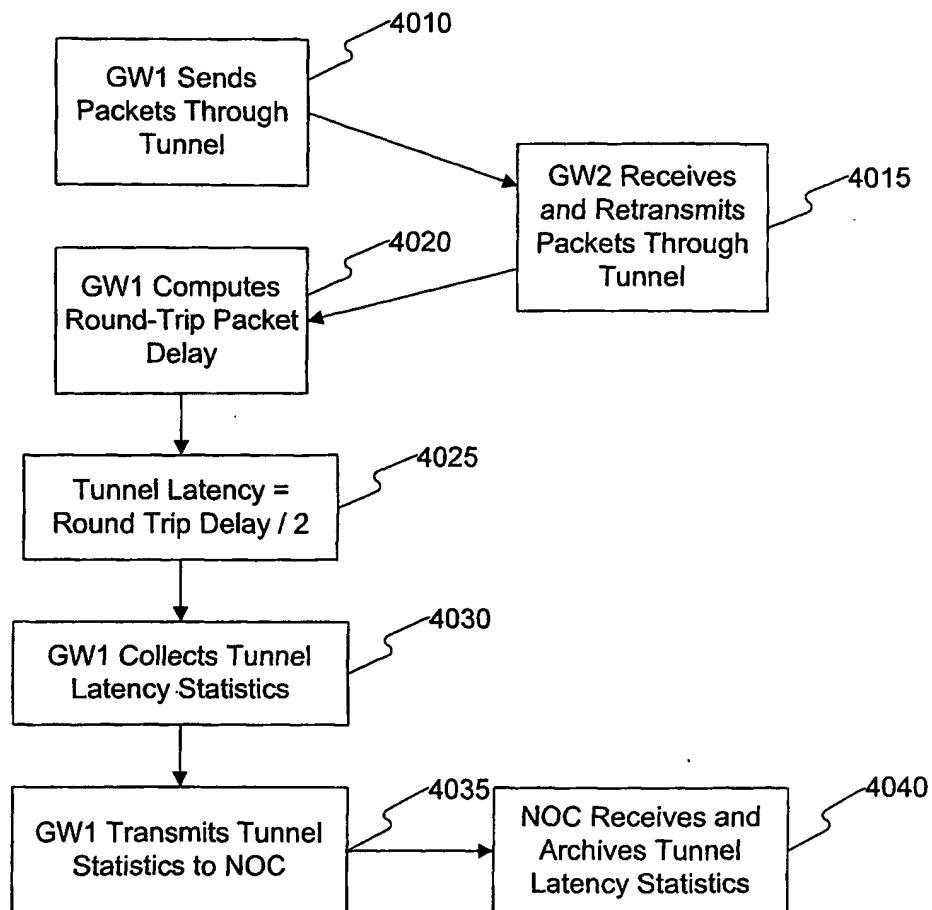 4010
GW1 Sends
Packets Through
Tunnel
GW2 Receives
and Retransmits
Packets Through
Tunnel
4015
4020
GW1 Computes
Round-Trip Packet
Delay
4025
Tunnel Latency =
Round Trip Delay / 2
4030
GW1 Collects Tunnel
Latency Statistics
4035
GW1 Transmits Tunnel
Statistics to NOC
4040
NOC Receives and
Archives Tunnel
Latency Statistics